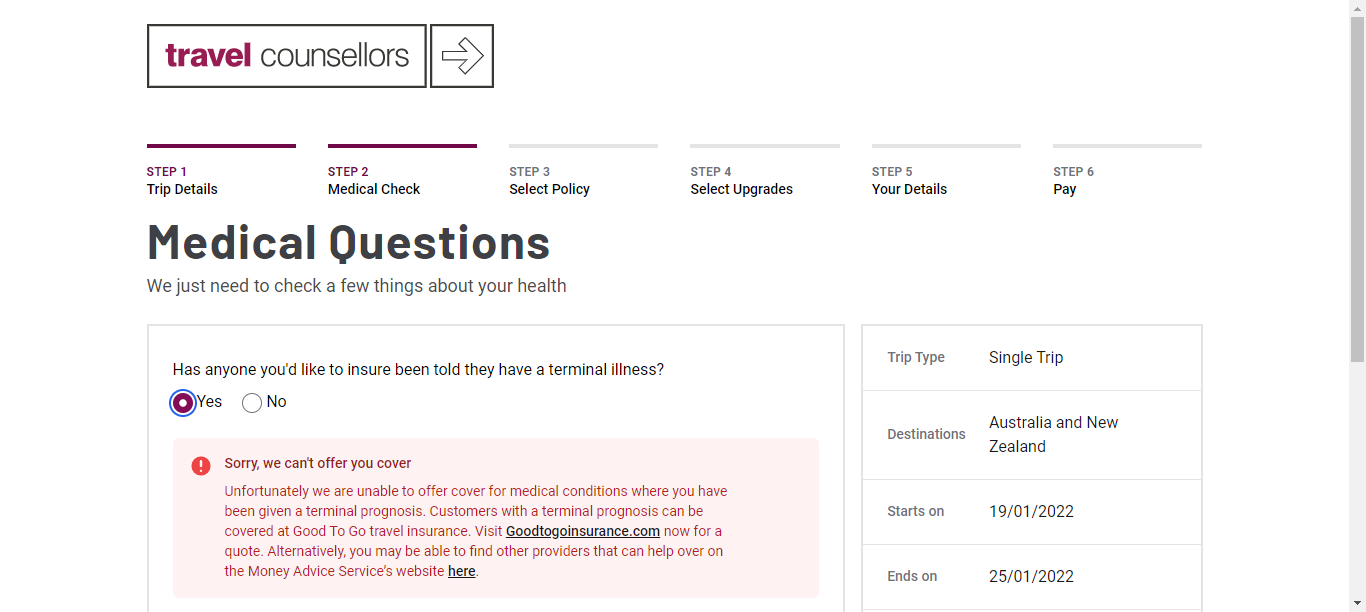 travel counsellors
STEP 1
Trip Details
STEP 2
Medical Check
STEP 3
Select Policy
STEP 4
Select Upgrades
STEP 5
Your Details
STEP 6
Pay
Medical Questions
We just need to check a few things about your health
Has anyone you'd like to insure been told they have a terminal illness?
Yes No
Sorry, we can't offer you cover
Unfortunately we are unable to offer cover for medical conditions where you have
been given a terminal prognosis. Customers with a terminal prognosis can be
covered at Good To Go travel insurance. Visit Goodtogoinsurance.com now for a
quote. Alternatively, you may be able to find other providers that can help over on
the Money Advice Service's website here.
Trip Type Single Trip
Destinations Australia and New
Zealand
Starts on 19/01/2022
Ends on 25/01/2022